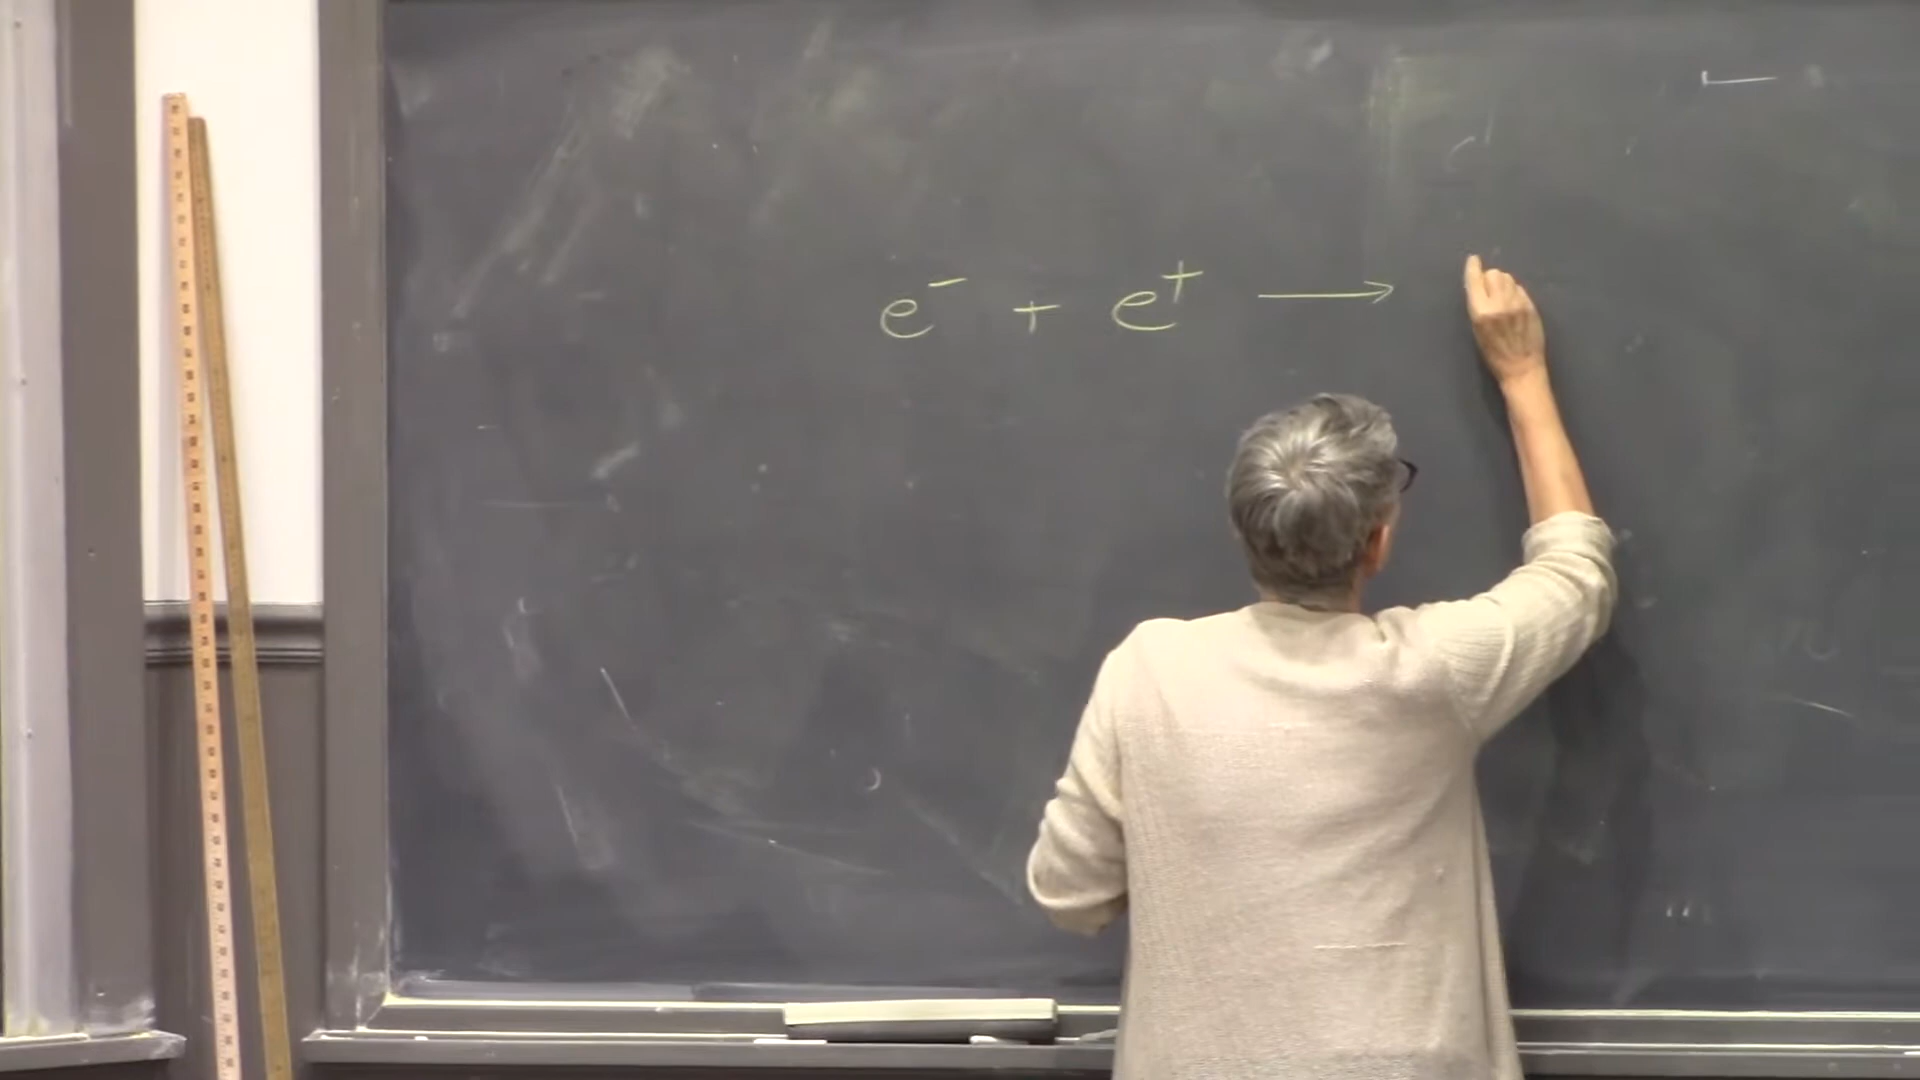 e⁻ + e⁺ ⟶